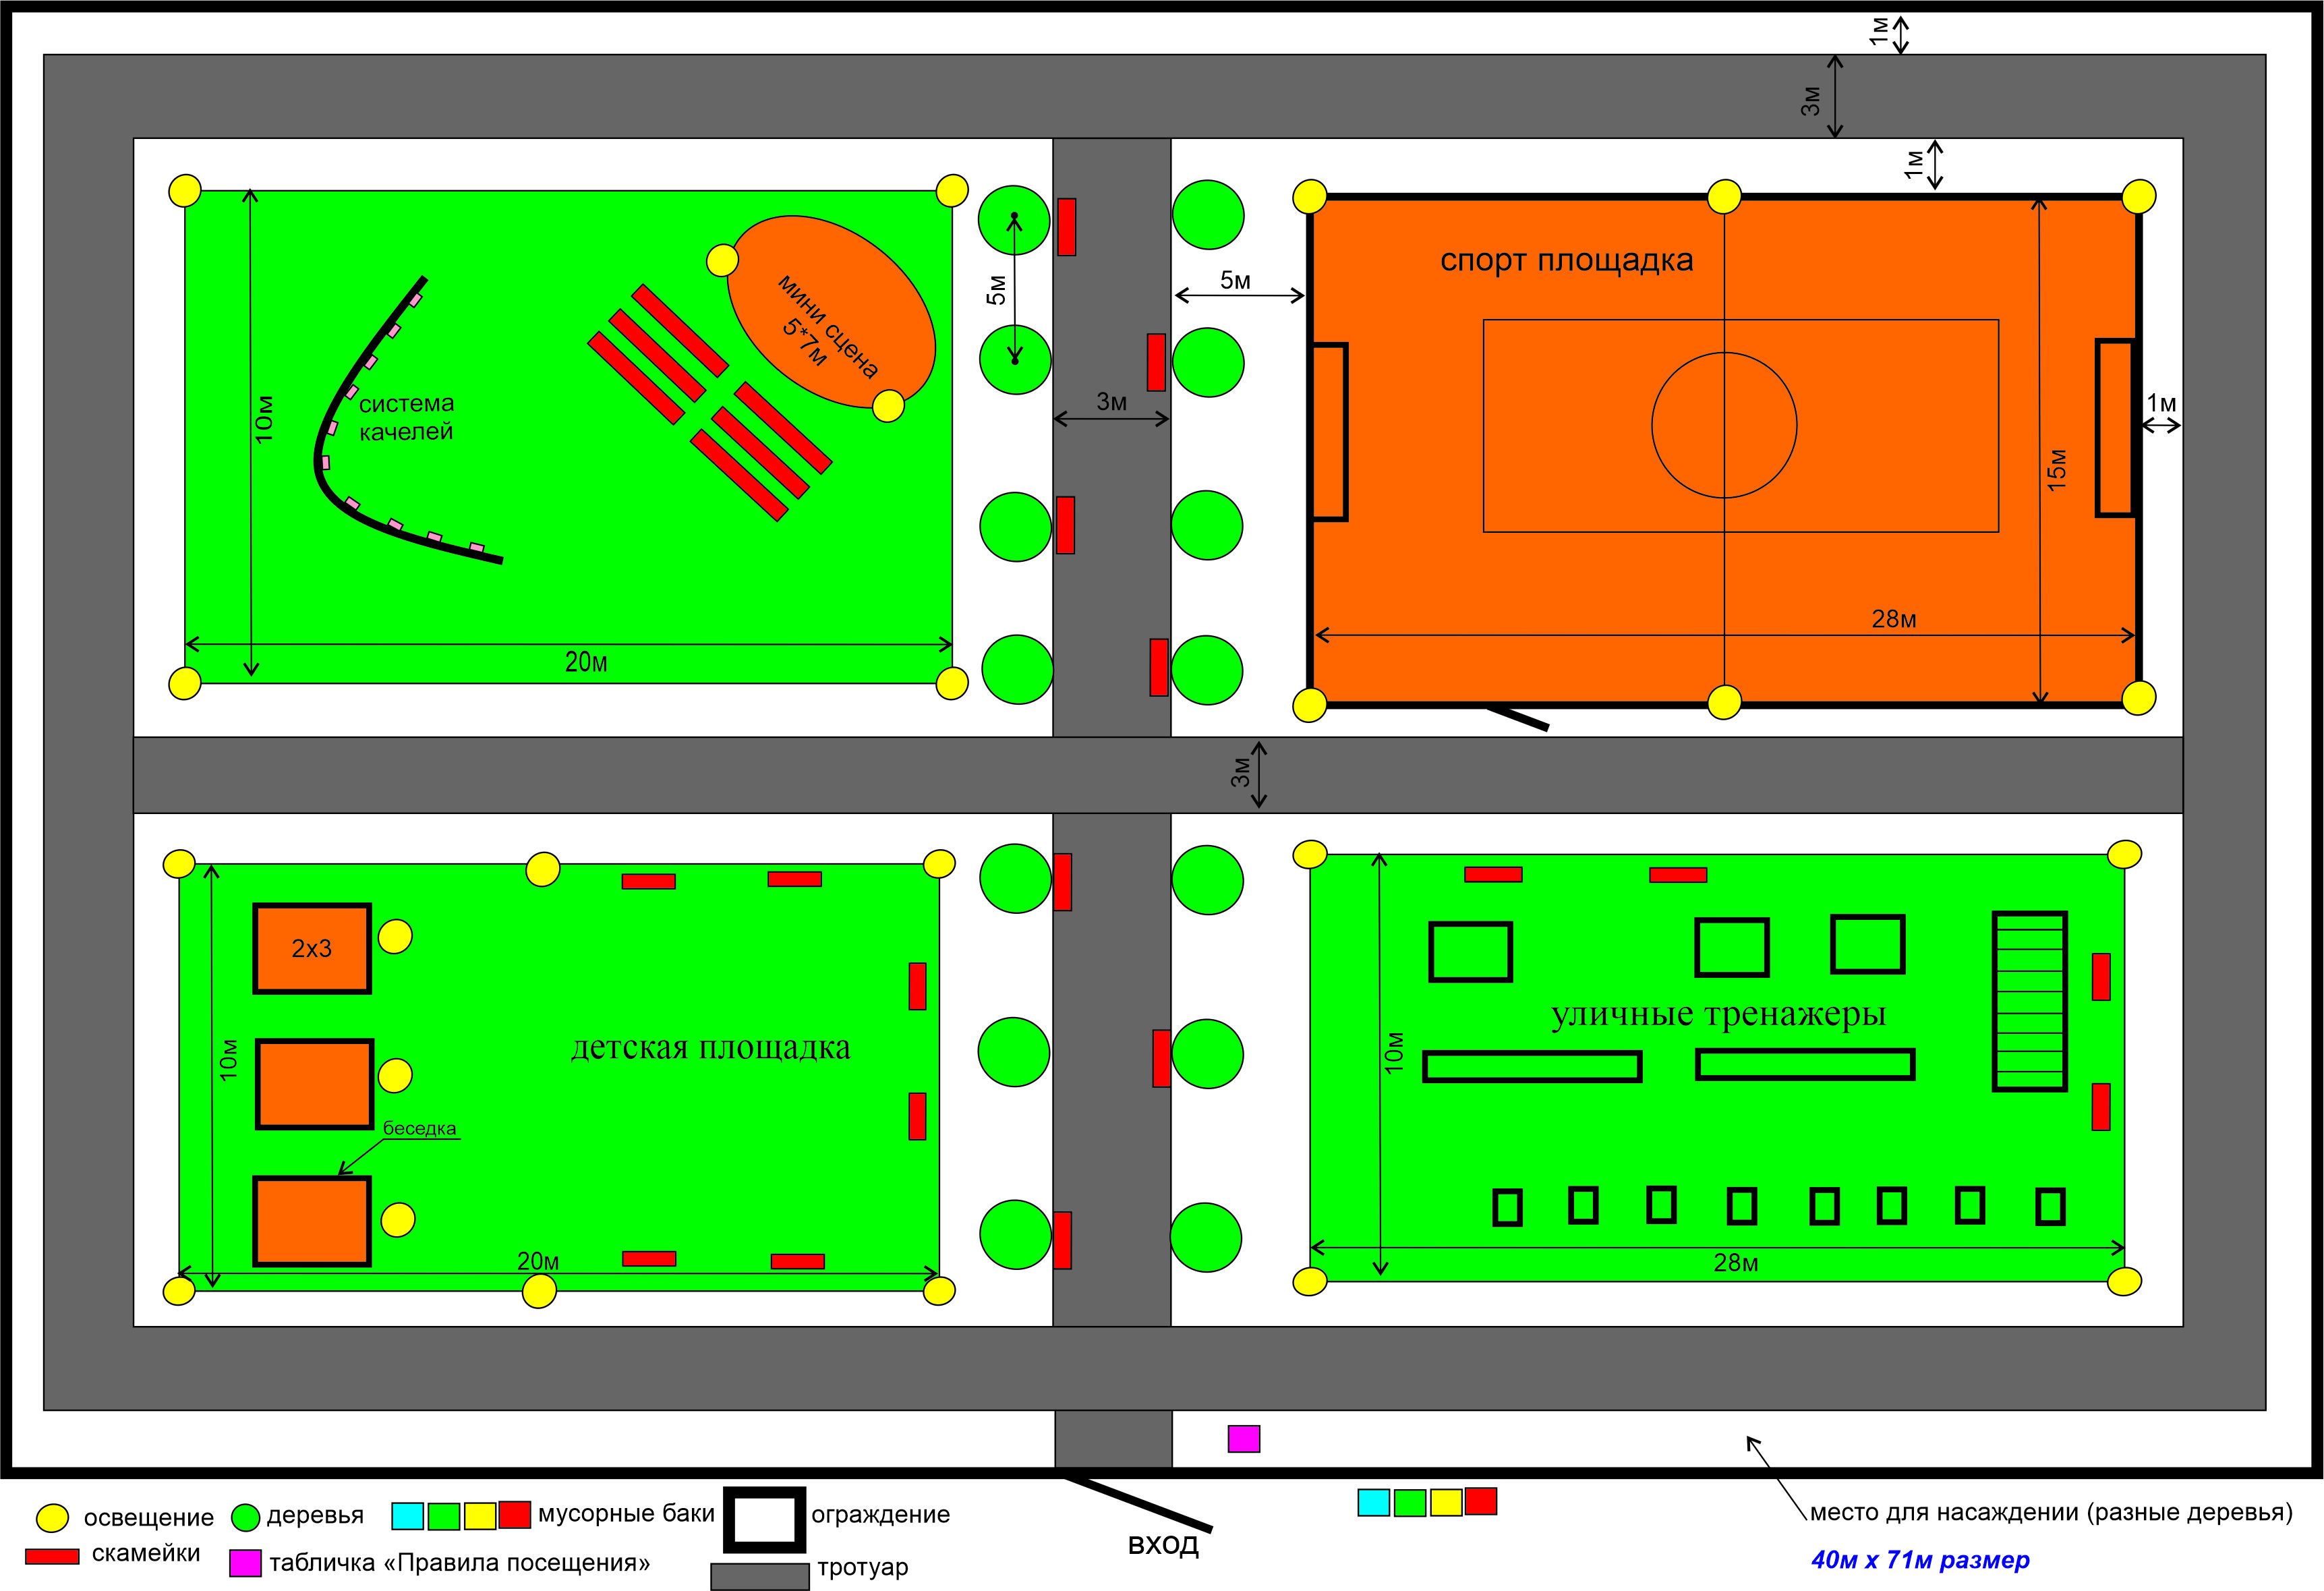 1м
3м
1м
спорт площадка
мини сцена
5*7м
5м
5м
система
качелей
10м
3м
1м
15м
28м
20м
3м
2х3
детская площадка
10м
беседка
20м
уличные тренажеры
10м
28м
освещение
деревья
мусорные баки
ограждение
вход
место для насаждении (разные деревья)
скамейки
табличка «Правила посещения»
тротуар
40м х 71м размер